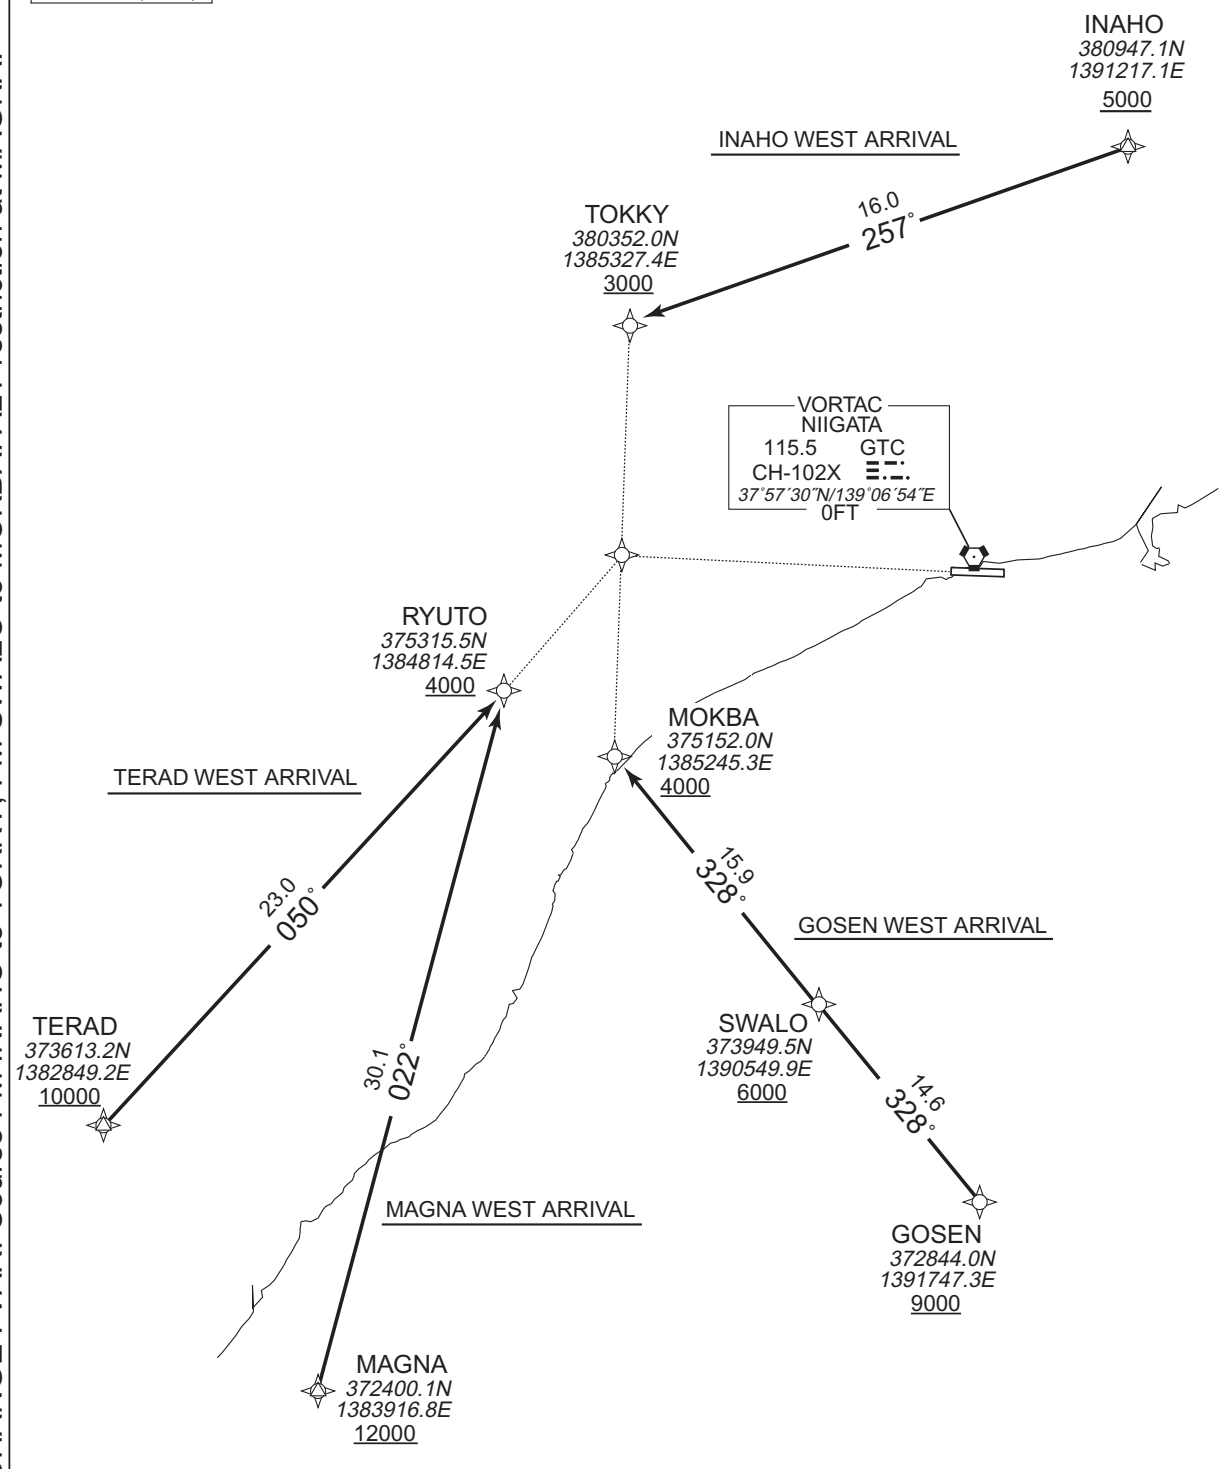 INAHO
380947.1N
1391217.1E
5000
INAHO WEST ARRIVAL
16.0
257°
TOKKY
380352.0N
1385327.4E
3000
VORTAC
NIIGATA
115.5 GTC
CH-102X
37°57´30˝N/139°06´54˝E
0FT
RYUTO
375315.5N
1384814.5E
4000
MOKBA
375152.0N
1385245.3E
4000
TERAD WEST ARRIVAL
15.9
328°
23.0
050°
GOSEN WEST ARRIVAL
TERAD
373613.2N
1382849.2E
10000
SWALO
373949.5N
1390549.9E
6000
30.1
022°
14.6
328°
MAGNA WEST ARRIVAL
GOSEN
372844.0N
1391747.3E
9000
MAGNA
372400.1N
1383916.8E
12000